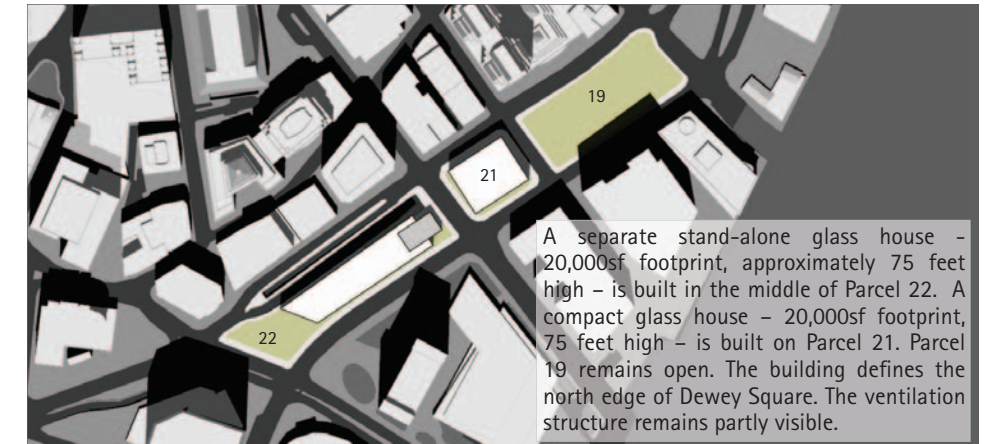 19
21
22
A separate stand-alone glass house -
20,000sf footprint, approximately 75 feet
high – is built in the middle of Parcel 22. A
compact glass house – 20,000sf footprint,
75 feet high – is built on Parcel 21. Parcel
19 remains open. The building defines the
north edge of Dewey Square. The ventilation
structure remains partly visible.